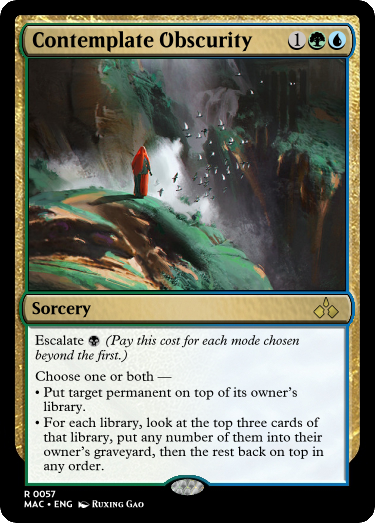 Contemplate Obscurity 1
Sorcery
Escalate (Pay this cost for each mode chosen
beyond the first.)
Choose one or both —
• Put target permanent on top of its owner's
library.
• For each library, look at the top three cards of
that library, put any number of them into their
owner's graveyard, then the rest back on top in
any order.
R 0057
MAC • ENG Ruxing Gao